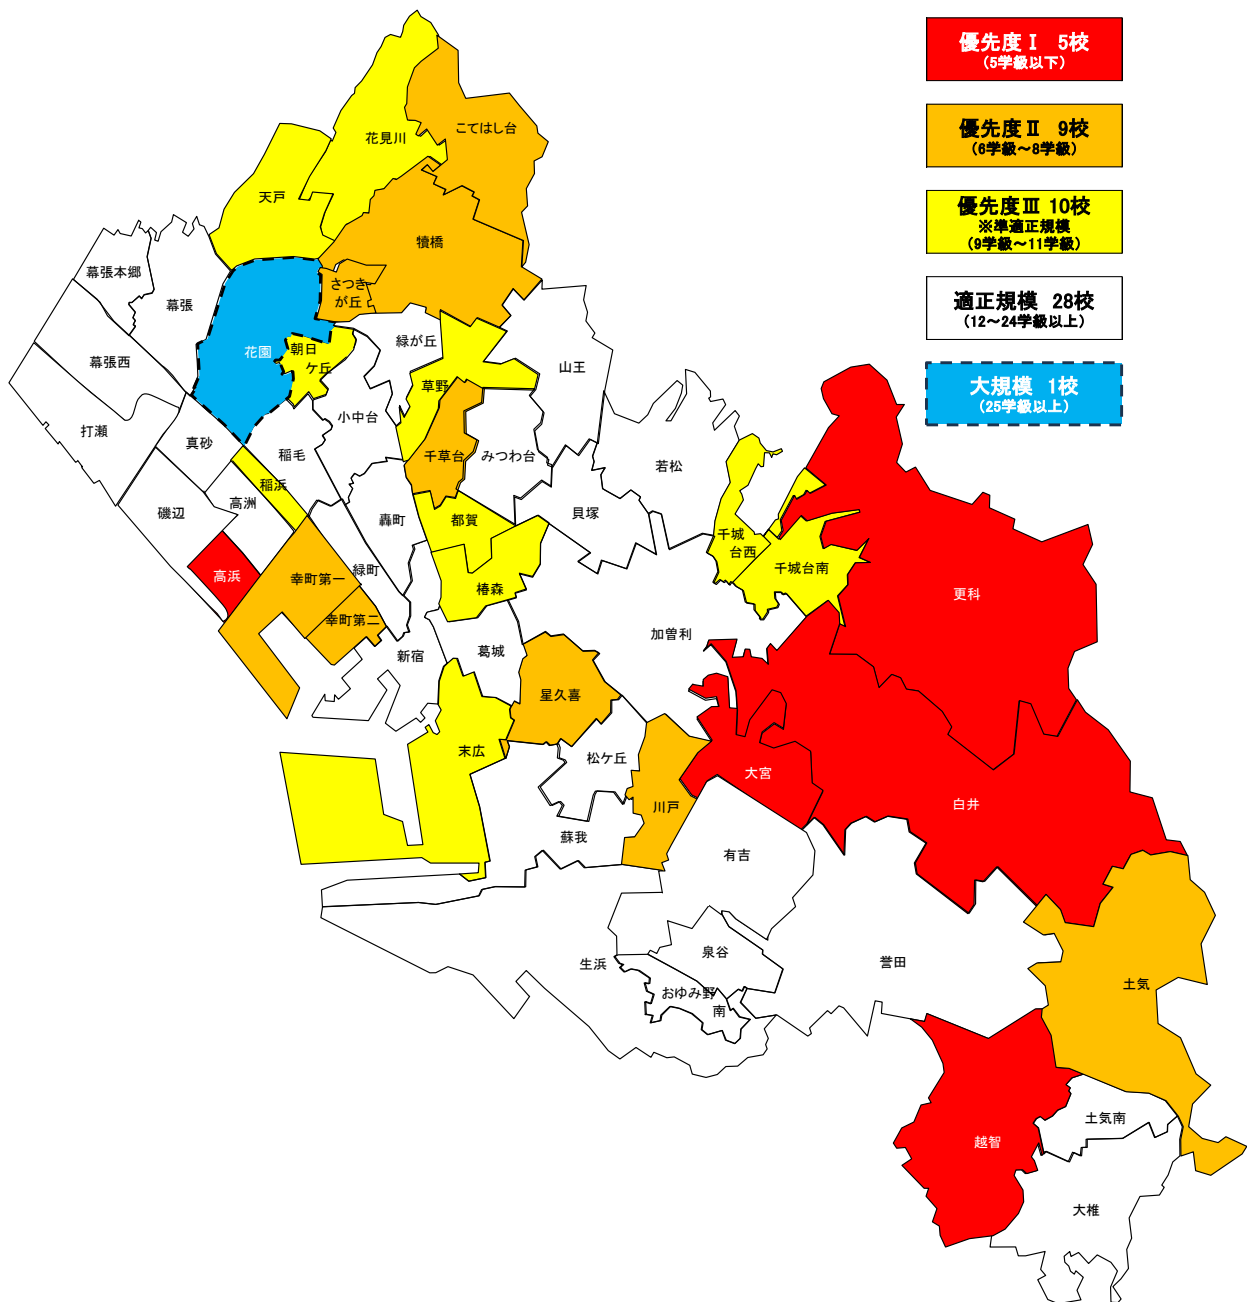 優先度Ⅰ 5校
(5学級以下)
優先度Ⅱ 9校
(6学級～8学級)
優先度Ⅲ 10校
※準適正規模
(9学級～11学級)
適正規模 28校
(12～24学級以上)
大規模 1校
(25学級以上)
こてはし台
花見川
天戸
犢橋
幕張本郷
幕張
さつき
が丘
緑が丘
花園
朝日
ケ丘
幕張西
山王
草野
小中台
打瀬
真砂
稲毛
千草台
みつわ台
若松
稲浜
高洲
磯辺
轟町
都賀
貝塚
千城
台西
高浜
幸町第一
緑町
椿森
千城台南
更科
幸町第二
新宿
葛城
加曽利
星久喜
末広
松ケ丘
大宮
川戸
白井
蘇我
有吉
泉谷
生浜
おゆみ野
南
誉田
土気
土気南
越智
大椎